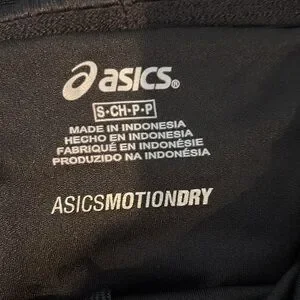 asics®
S•CH•P•P
MADE IN INDONESIA
HECHO EN INDONESIA
FABRIQUÉ EN INDONÉSIE
PRODUZIDO NA INDONÉSIA
ASICSMOTIONDRY